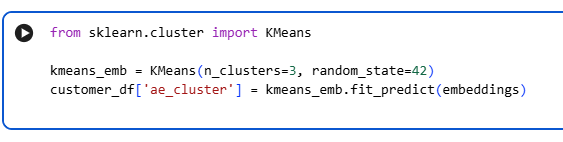 from sklearn.cluster import KMeans
kmeans_emb = KMeans(n_clusters=3, random_state=42)
customer_df['ae_cluster'] = kmeans_emb.fit_predict(embeddings)